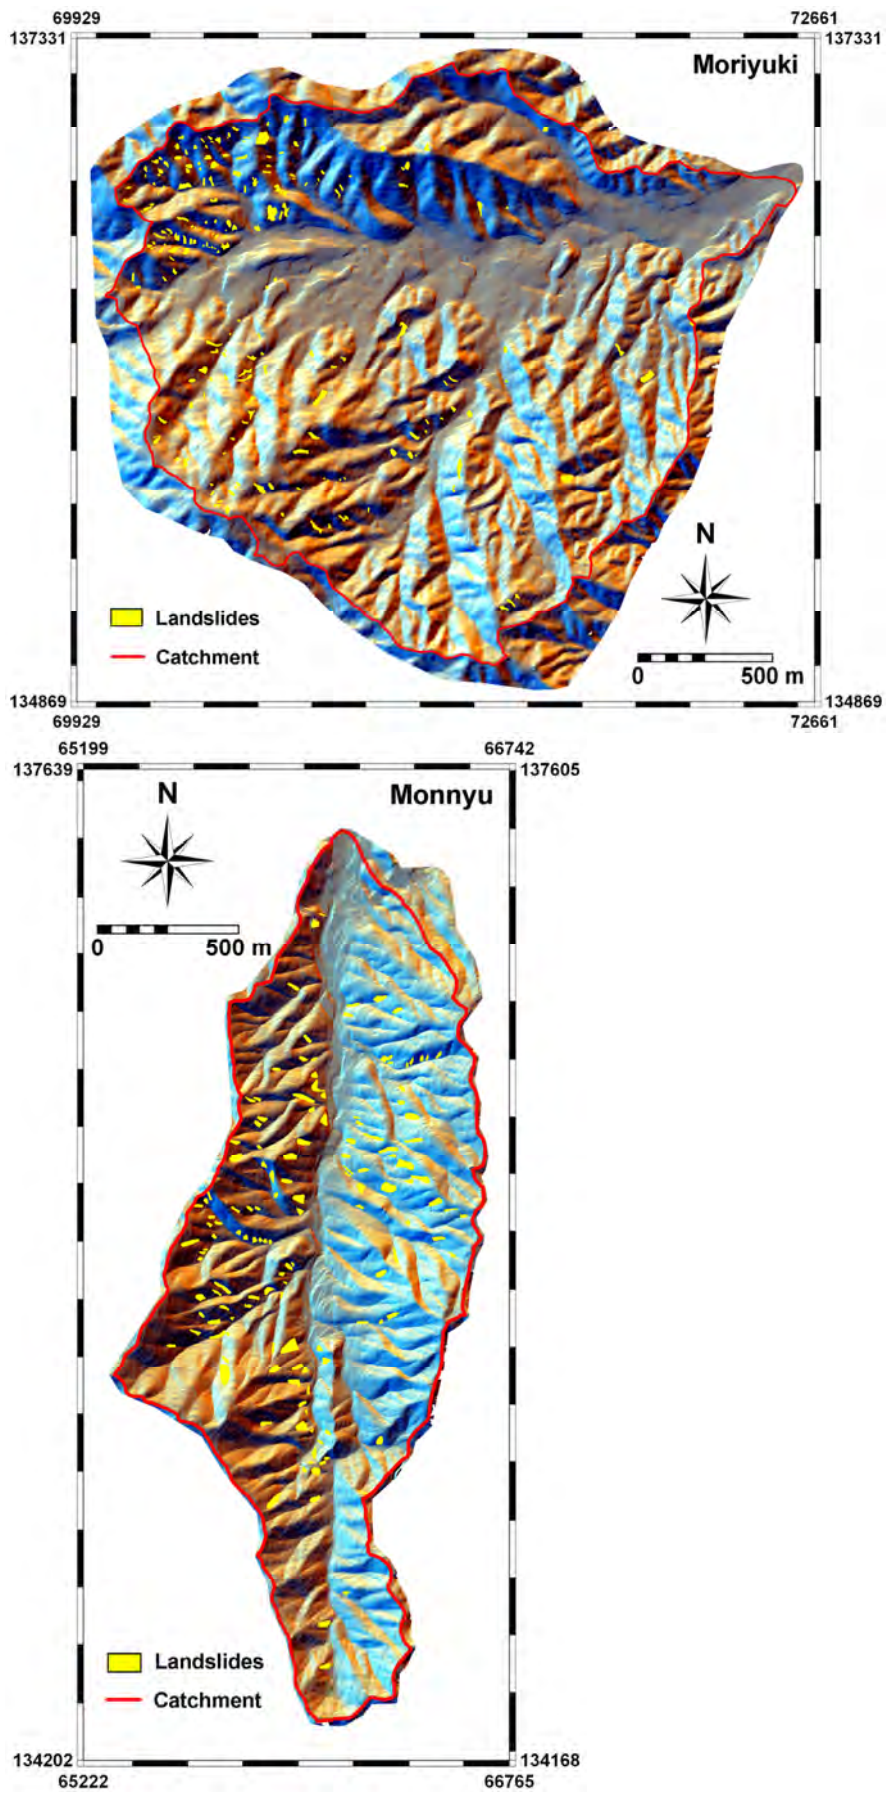 69929 72661
137331 137331
Moriyuki
N
Landslides
Catchment
0 500 m
134869 134869
69929 72661
65199 66742
137639 137605
N Monnyu
0 500 m
Landslides
Catchment
134202 134168
65222 66765